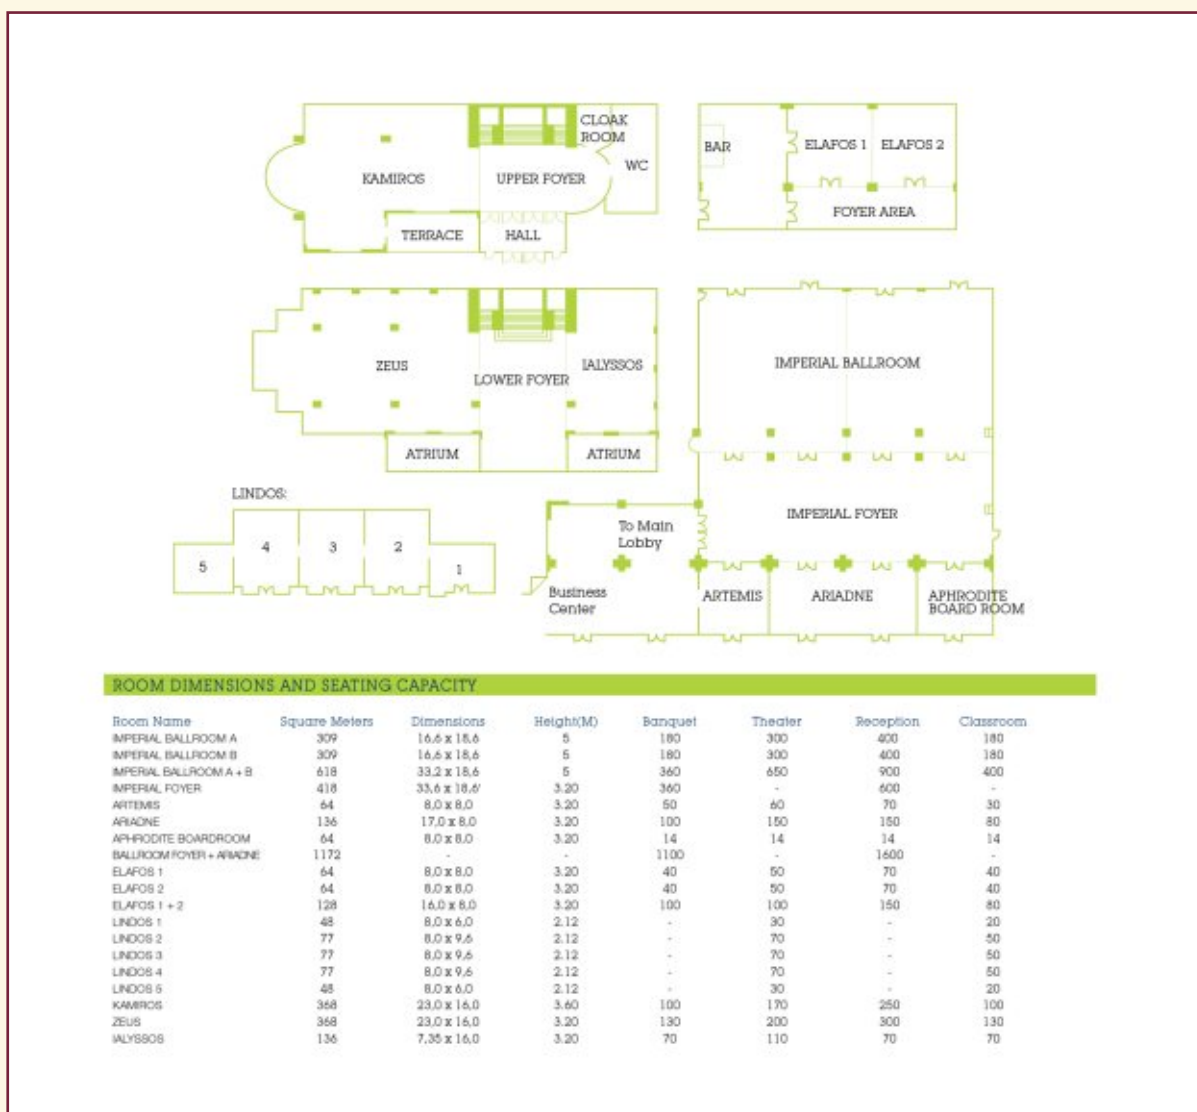 CLOAK
ROOM
WC
KAMIROS
UPPER FOYER
TERRACE
HALL
BAR
ELAFOS 1
ELAFOS 2
FOYER AREA
ZEUS
LOWER FOYER
IALYSSOS
ATRIUM
ATRIUM
IMPERIAL BALLROOM
IMPERIAL FOYER
LINDOS:
5
4
3
2
1
To Main
Lobby
Business
Center
ARTEMIS
ARIADNE
APHRODITE
BOARD ROOM
ROOM DIMENSIONS AND SEATING CAPACITY
Room Name Square Meters Dimensions Height(M) Banquet Theater Reception Classroom
IMPERIAL BALLROOM A 309 16,6 x 18,6 5 180 300 400 180
IMPERIAL BALLROOM B 309 16,6 x 18,6 5 180 300 400 180
IMPERIAL BALLROOM A + B 618 33,2 x 18,6 5 360 650 900 400
IMPERIAL FOYER 418 33,6 x 18,6' 3.20 360 - 600 -
ARTEMIS 64 8,0 x 8,0 3.20 50 60 70 30
ARIADNE 136 17,0 x 8,0 3.20 100 150 150 80
APHRODITE BOARDROOM 64 8,0 x 8,0 3.20 14 14 14 14
BALLROOM FOYER + ARIADNE 1172 - - 1100 - 1600 -
ELAFOS 1 64 8,0 x 8,0 3.20 40 50 70 40
ELAFOS 2 64 8,0 x 8,0 3.20 40 50 70 40
ELAFOS 1 + 2 128 16,0 x 8,0 3.20 100 100 150 80
LINDOS 1 48 8,0 x 6,0 2.12 - 30 - 20
LINDOS 2 77 8,0 x 9,6 2.12 - 70 - 50
LINDOS 3 77 8,0 x 9,6 2.12 - 70 - 50
LINDOS 4 77 8,0 x 9,6 2.12 - 70 - 50
LINDOS 5 48 8,0 x 6,0 2.12 - 30 - 20
KAMIROS 368 23,0 x 16,0 3.60 100 170 250 100
ZEUS 368 23,0 x 16,0 3.20 130 200 300 130
IALYSSOS 136 7,35 x 16,0 3.20 70 110 70 70